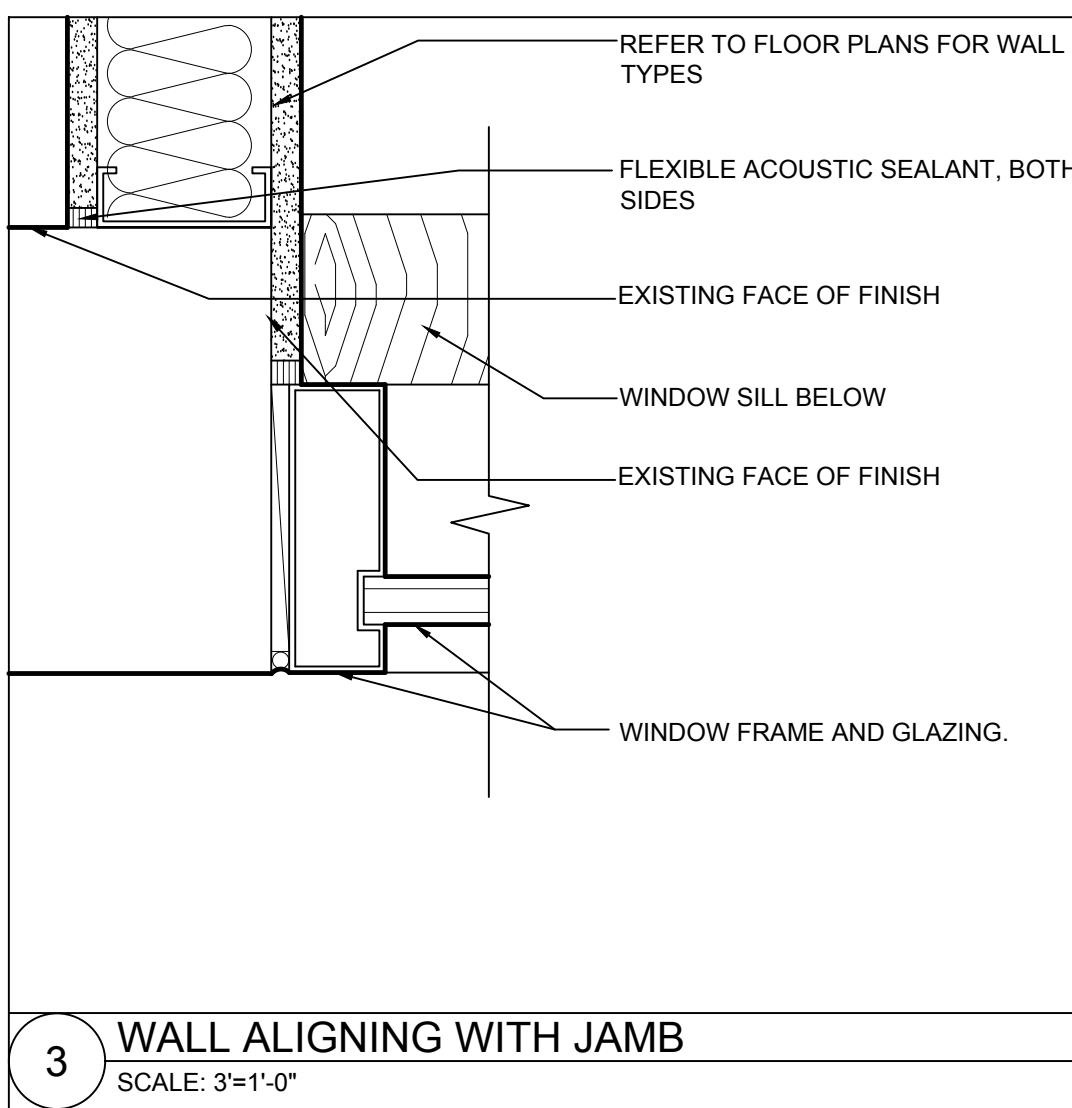 REFER TO FLOOR PLANS FOR WALL
TYPES
FLEXIBLE ACOUSTIC SEALANT, BOTH
SIDES
EXISTING FACE OF FINISH
WINDOW SILL BELOW
EXISTING FACE OF FINISH
WINDOW FRAME AND GLAZING.
3
WALL ALIGNING WITH JAMB
SCALE: 3'=1'-0"